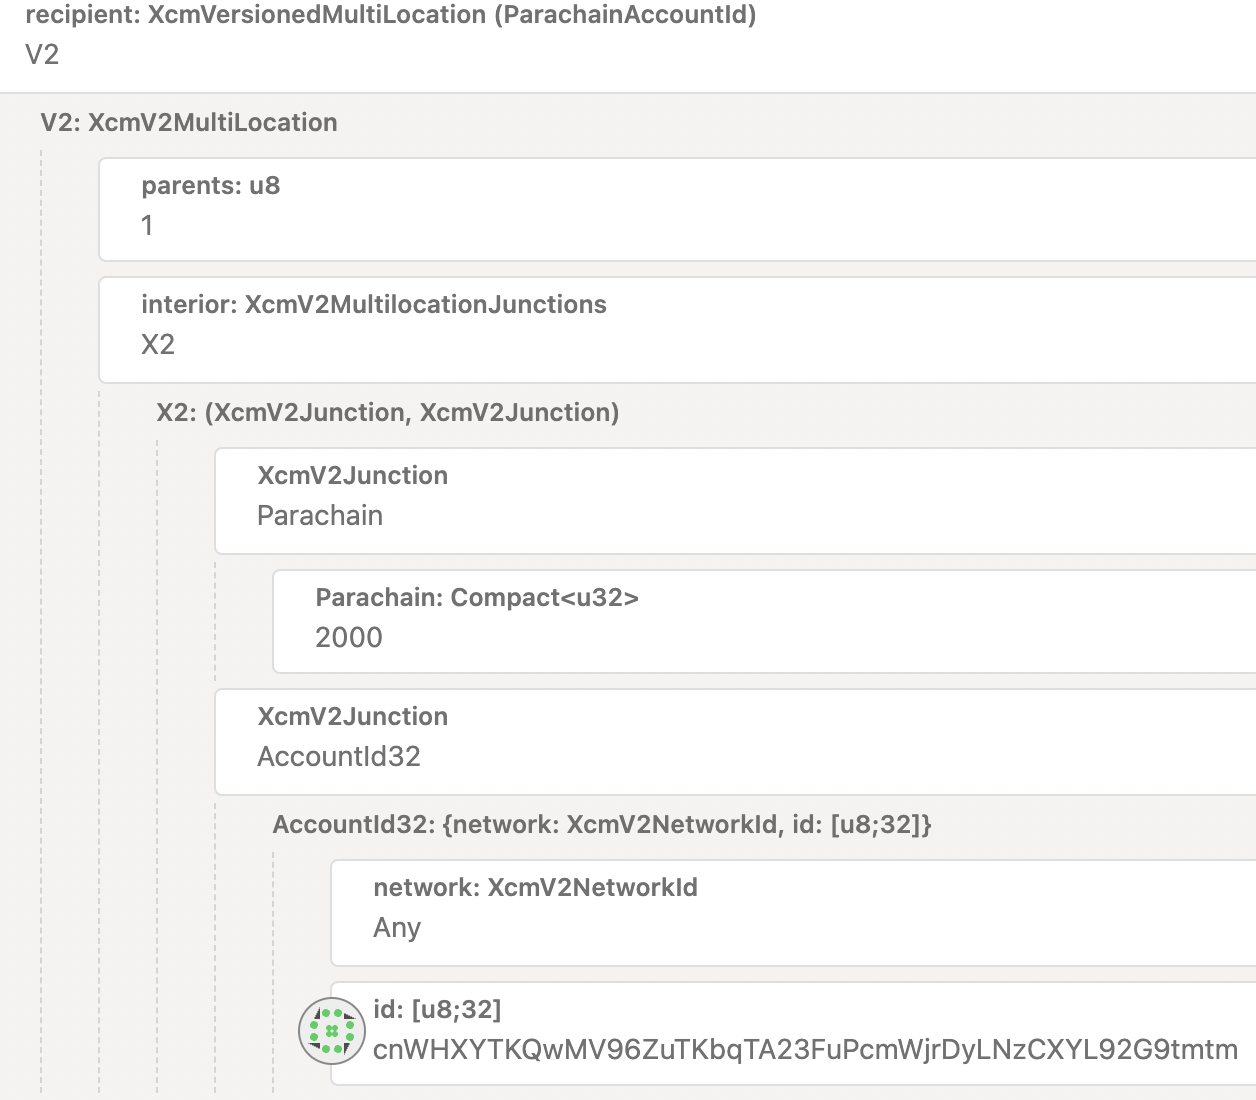 recipient: XcmVersionedMultiLocation (ParachainAccountId)
V2
V2: XcmV2MultiLocation
parents: u8
1
interior: XcmV2MultilocationJunctions
X2
X2: (XcmV2Junction, XcmV2Junction)
XcmV2Junction
Parachain
Parachain: Compact<u32>
2000
XcmV2Junction
AccountId32
AccountId32: {network: XcmV2NetworkId, id: [u8;32]}
network: XcmV2NetworkId
Any
id: [u8;32]
cnWHXYTKQwMV96ZuTKbqTA23FuPcmWjrDyLNzCXYL92G9tmtm